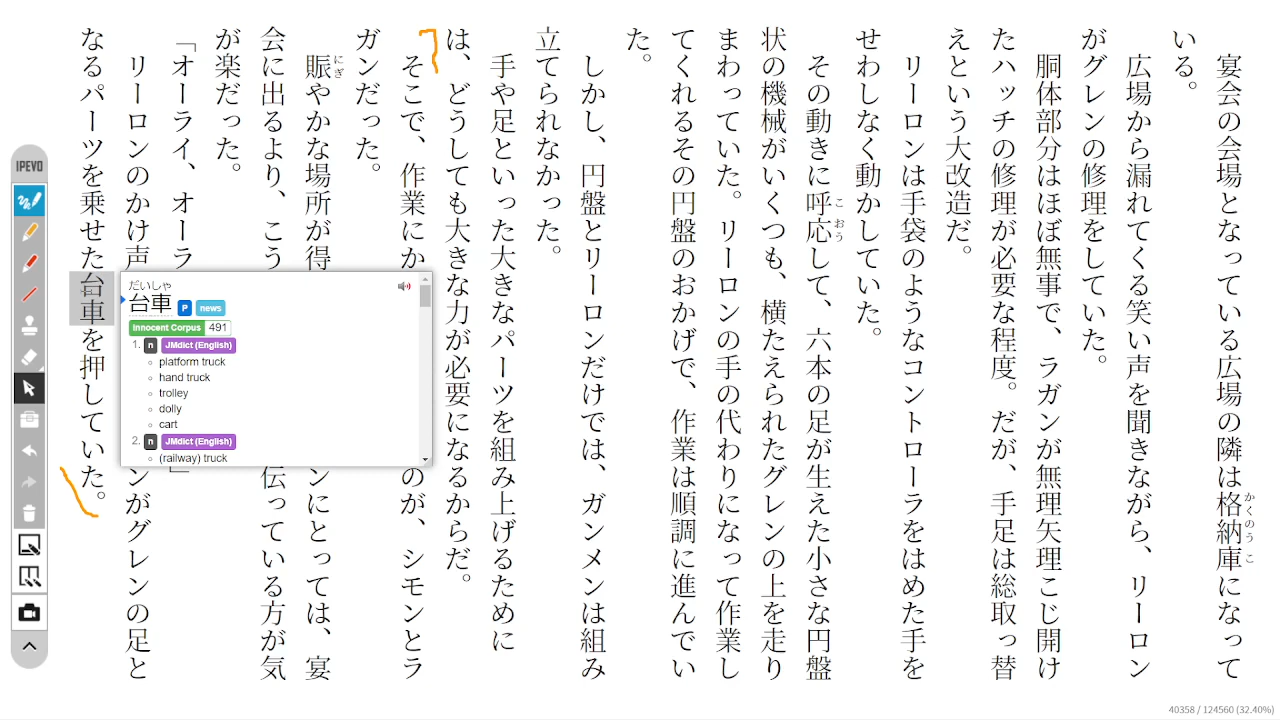 宴会の会場となっている広場の隣は格納庫になって
かくのうこ
いる。
広場から漏れてくる笑い声を聞きながら、リーロン
がグレンの修理をしていた。
胴体部分はほぼ無事で、ラガンが無理矢理こじ開け
たハッチの修理が必要な程度。だが、手足は総取っ替
えという大改造だ。
リーロンは手袋のようなコントローラをはめた手を
せわしなく動かしていた。
その動きに呼応して、六本の足が生えた小さな円盤
こおう
状の機械がいくつも、横たえられたグレンの上を走り
まわっていた。リーロンの手の代わりになって作業し
てくれるその円盤のおかげで、作業は順調に進んでい
た。
しかし、円盤とリーロンだけでは、ガンメンは組み
立てられなかった。
手や足といった大きなパーツを組み上げるために
は、どうしても大きな力が必要になるからだ。
そこで、作業にか のが、シモンとラ
ガンだった。
賑やかな場所が得 ンにとっては、宴
にぎ
会に出るより、こう 伝っている方が気
が楽だった。
「オーライ、オーラ 」
リーロンのかけ声 ンがグレンの足と
なるパーツを乗せた台車を押していた。
だいしゃ
台車 P news
Innocent Corpus 491
1. n JMdict (English)
platform truck
hand truck
trolley
dolly
cart
2. n JMdict (English)
(railway) truck
IPEVO
40358 / 124560 (32.40%)